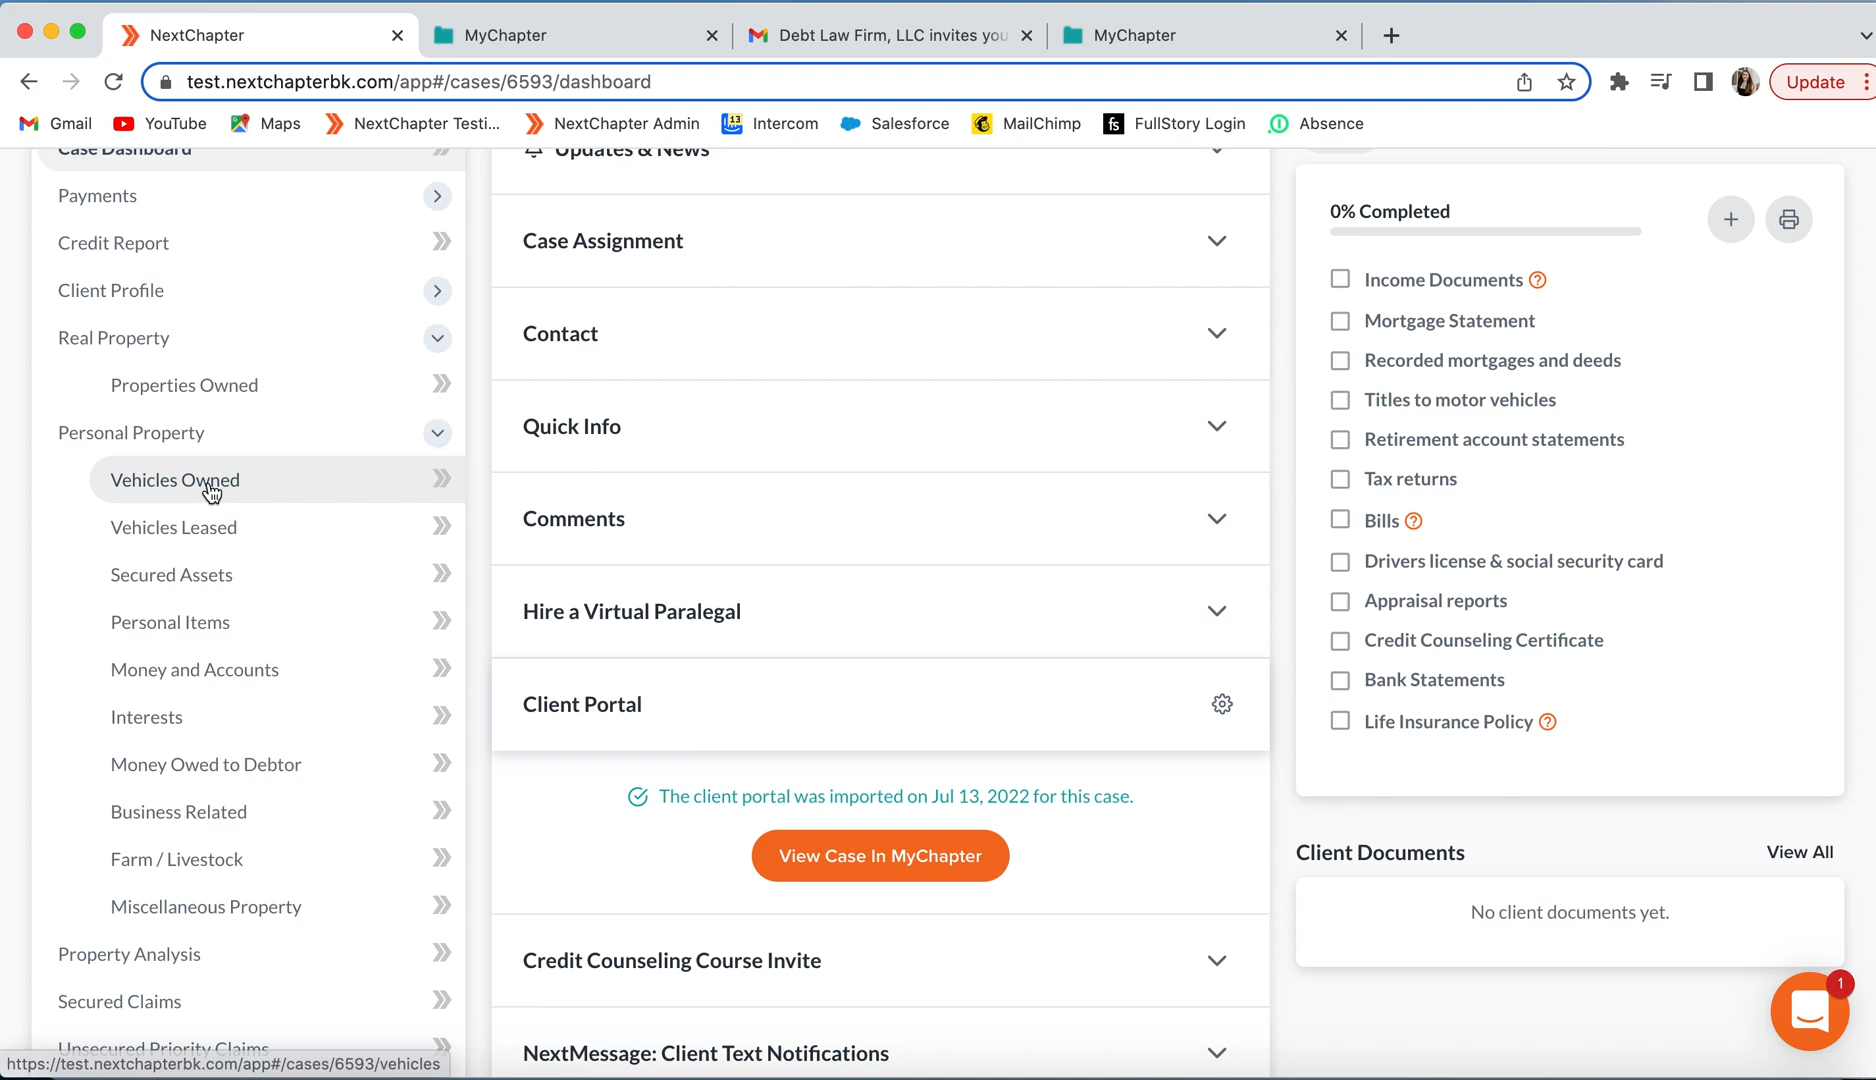 NextChapter
MyChapter
Debt Law Firm, LLC invites you
MyChapter
test.nextchapterbk.com/app#/cases/6593/dashboard
Update
Gmail
YouTube
Maps
NextChapter Testi...
NextChapter Admin
13
Intercom
Salesforce
MailChimp
fs
FullStory Login
Absence
Case Dashboard
Payments
Credit Report
Client Profile
Real Property
Properties Owned
Personal Property
Vehicles Owned
Vehicles Leased
Secured Assets
Personal Items
Money and Accounts
Interests
Money Owed to Debtor
Business Related
Farm / Livestock
Miscellaneous Property
Property Analysis
Secured Claims
Unsecured Priority Claims
https://test.nextchapterbk.com/app#/cases/6593/vehicles
Updates & News
Case Assignment
Contact
Quick Info
Comments
Hire a Virtual Paralegal
Client Portal
The client portal was imported on Jul 13, 2022 for this case.
View Case In MyChapter
Credit Counseling Course Invite
NextMessage: Client Text Notifications
0% Completed
Income Documents
Mortgage Statement
Recorded mortgages and deeds
Titles to motor vehicles
Retirement account statements
Tax returns
Bills
Drivers license & social security card
Appraisal reports
Credit Counseling Certificate
Bank Statements
Life Insurance Policy
Client Documents
View All
No client documents yet.
1